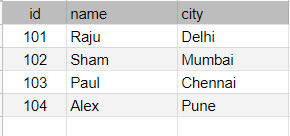 id name city
101 Raju Delhi
102 Sham Mumbai
103 Paul Chennai
104 Alex Pune